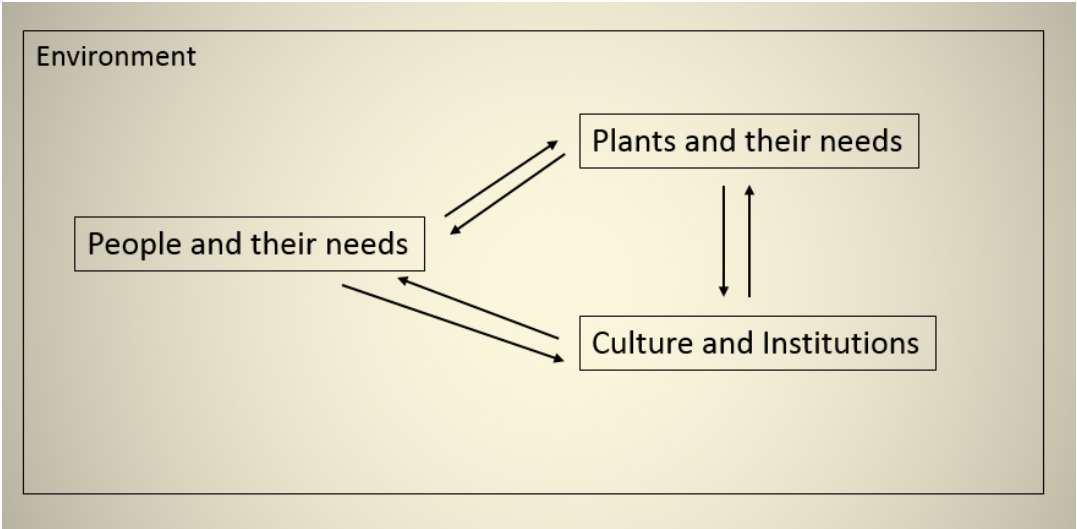 Environment
Plants and their needs
People and their needs
Culture and Institutions